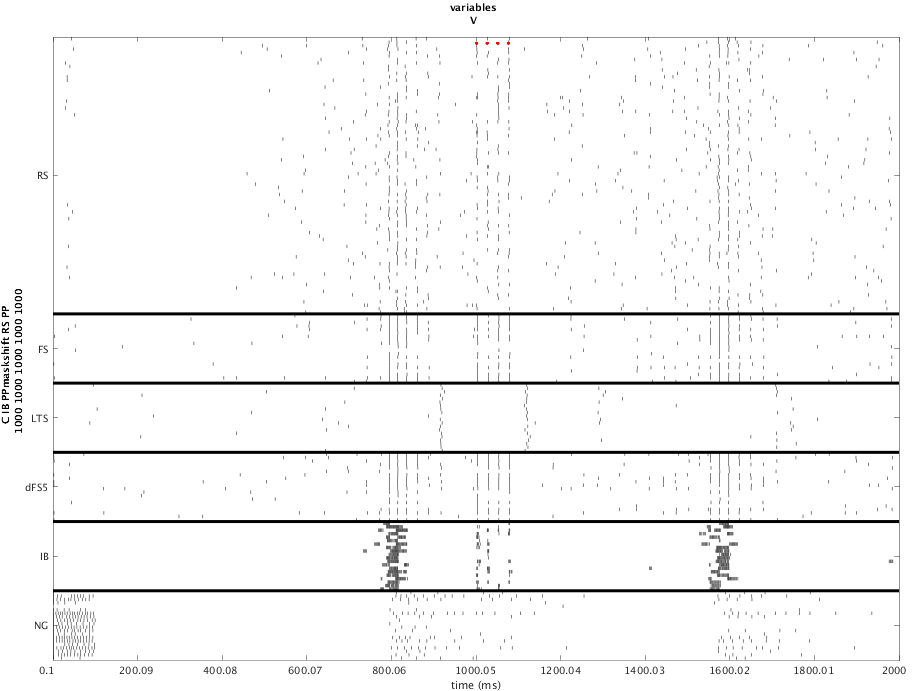 variables
V
C IB PPmaskshift RS PP
1000 1000 1000 1000 1000
RS
FS
LTS
dFS5
IB
NG
0.1 200.09 400.08 600.07 800.06 1000.05 1200.04 1400.03 1600.02 1800.01 2000
time (ms)